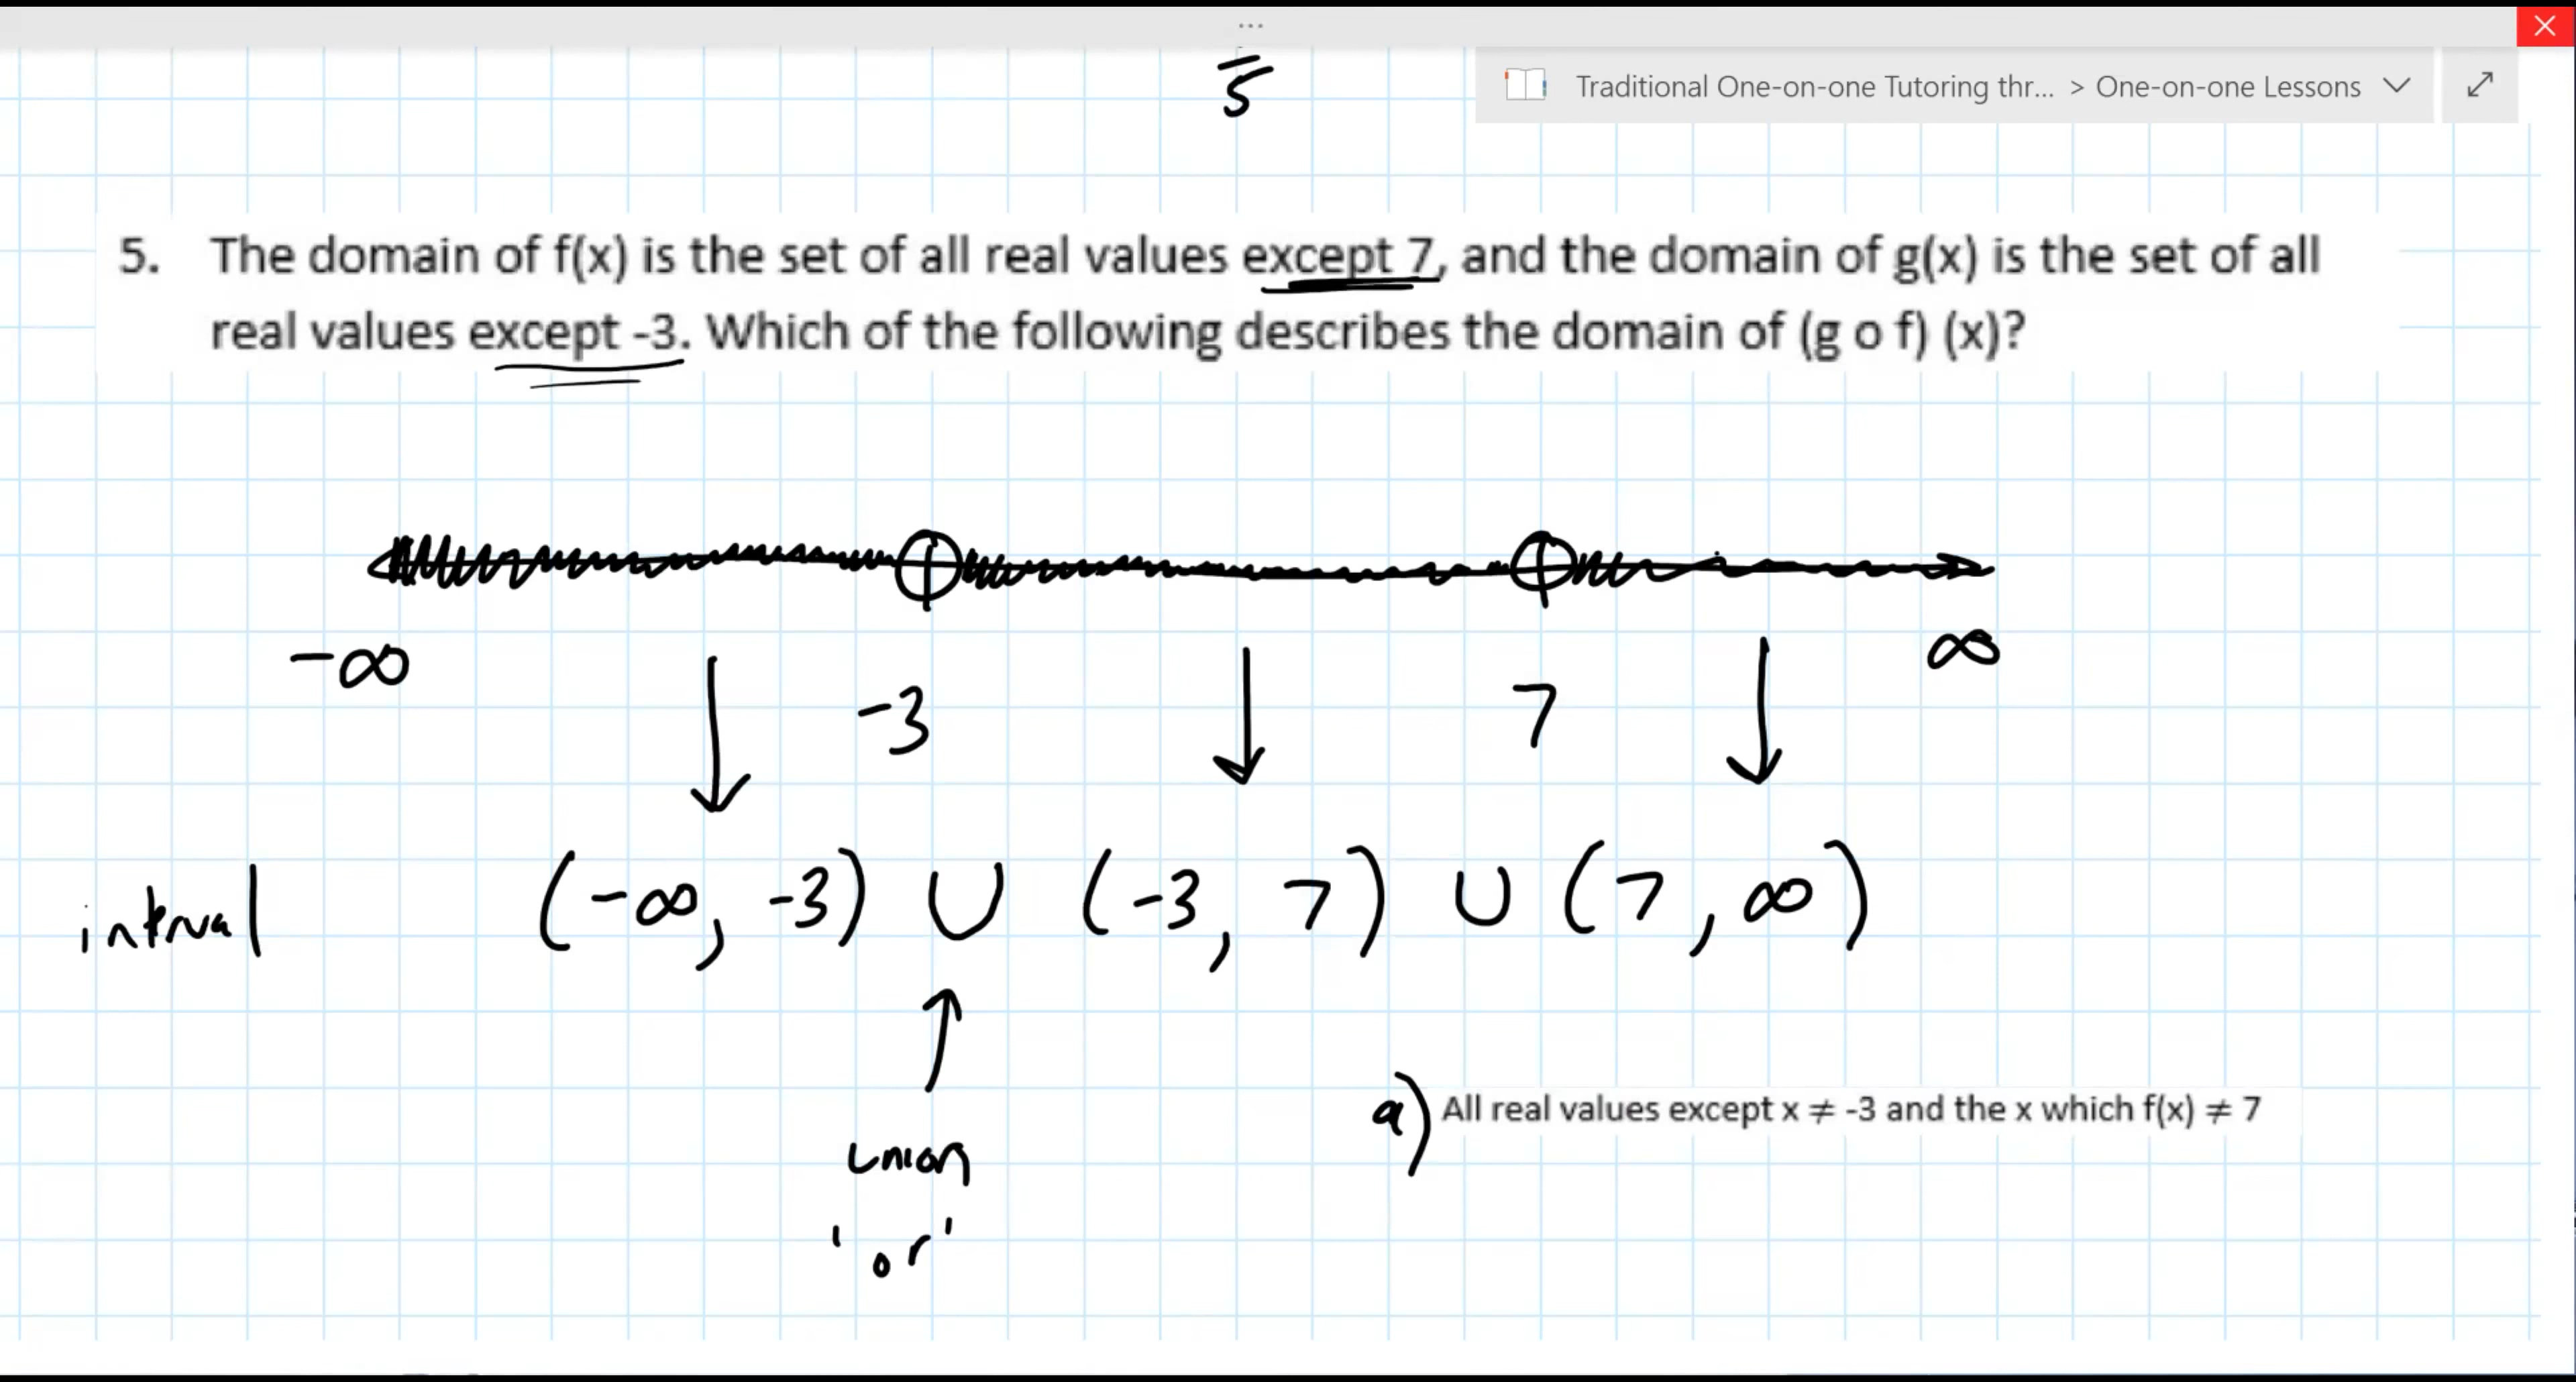 5
Traditional One-on-one Tutoring thr... > One-on-one Lessons
5. The domain of f(x) is the set of all real values except 7, and the domain of g(x) is the set of all
real values except -3. Which of the following describes the domain of (g o f) (x)?
-∞ -3 7 ∞
interval (-∞, -3) ∪ (-3, 7) ∪ (7, ∞)
a) All real values except x ≠ -3 and the x which f(x) ≠ 7
union
'or'